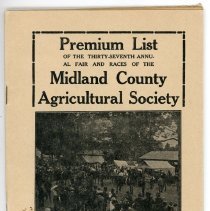 Premium List
OF THE THIRTY-SEVENTH ANNU-
AL FAIR AND RACES OF THE
Midland County
Agricultural Society